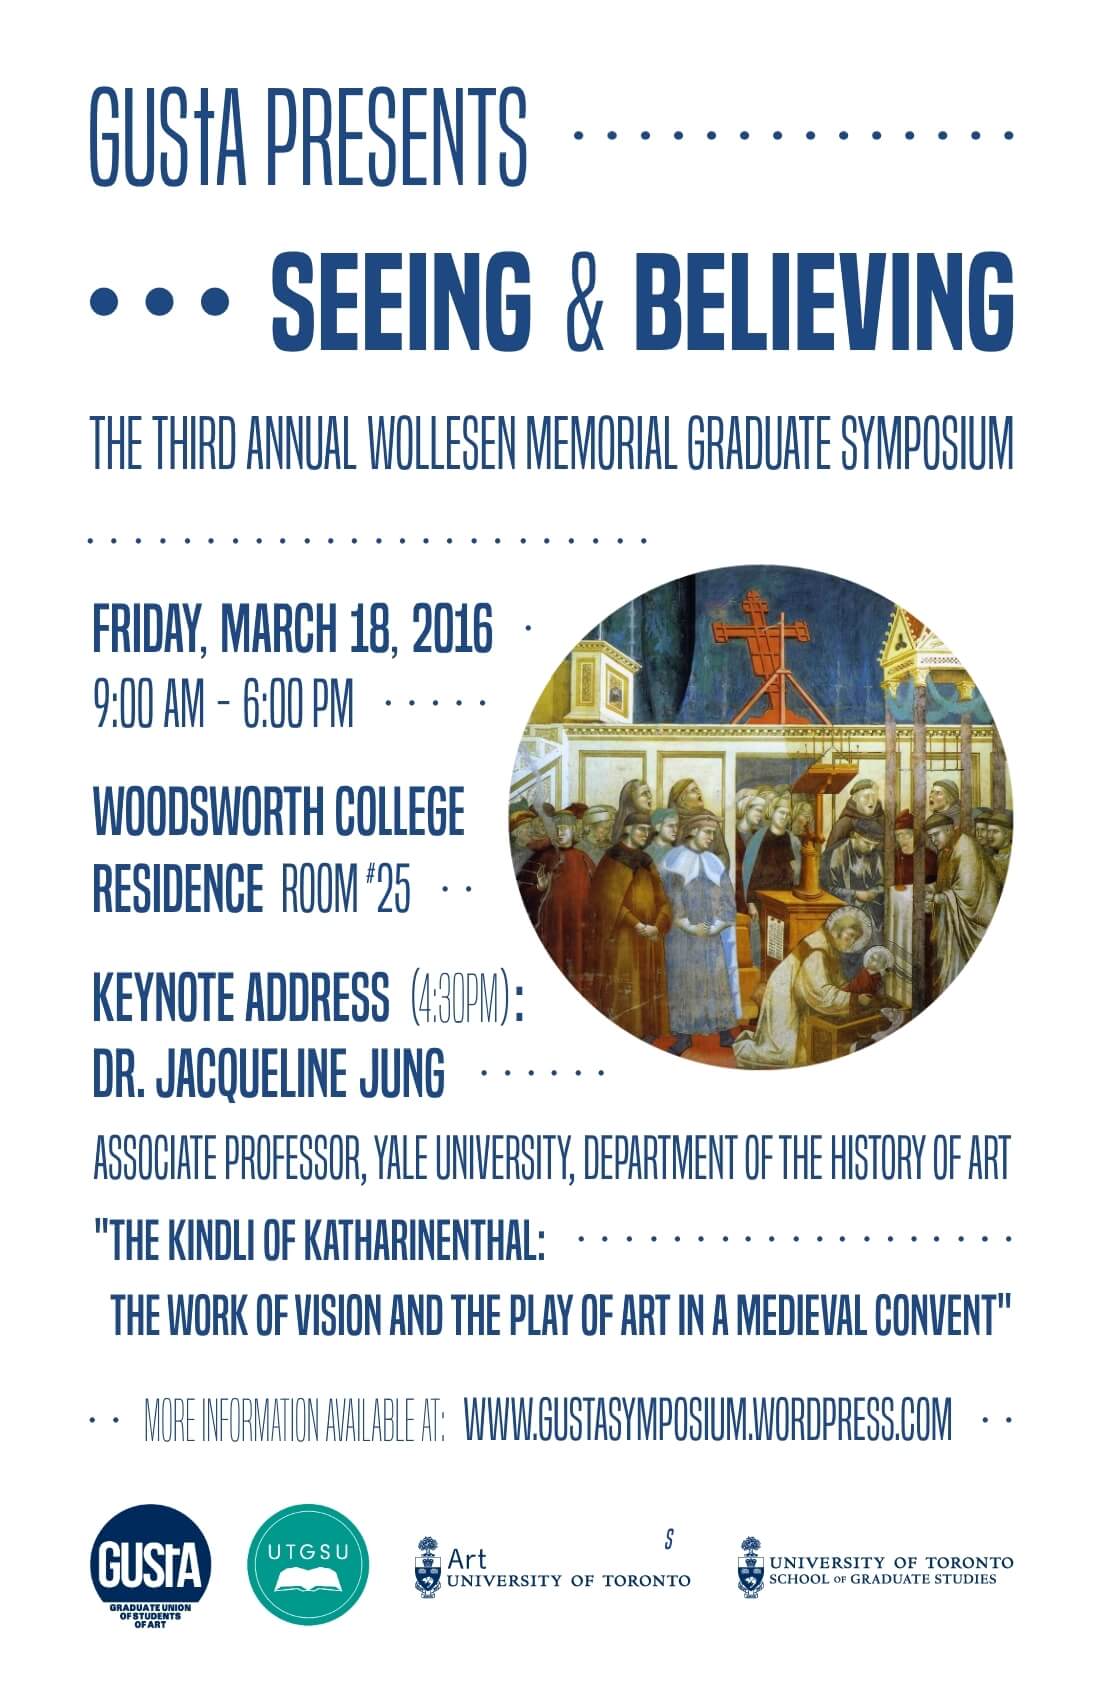 GUStA PRESENTS
SEEING & BELIEVING
THE THIRD ANNUAL WOLLESEN MEMORIAL GRADUATE SYMPOSIUM
FRIDAY, MARCH 18, 2016
9:00 AM - 6:00 PM
WOODSWORTH COLLEGE
RESIDENCE ROOM #25
KEYNOTE ADDRESS (4:30PM):
DR. JACQUELINE JUNG
ASSOCIATE PROFESSOR, YALE UNIVERSITY, DEPARTMENT OF THE HISTORY OF ART
"THE KINDLI OF KATHARINENTHAL:
THE WORK OF VISION AND THE PLAY OF ART IN A MEDIEVAL CONVENT"
MORE INFORMATION AVAILABLE AT: WWW.GUSTASYMPOSIUM.WORDPRESS.COM
GUStA
GRADUATE UNION
OF STUDENTS
OF ART
UTGSU
Art
UNIVERSITY OF TORONTO
S
UNIVERSITY OF TORONTO
SCHOOL OF GRADUATE STUDIES